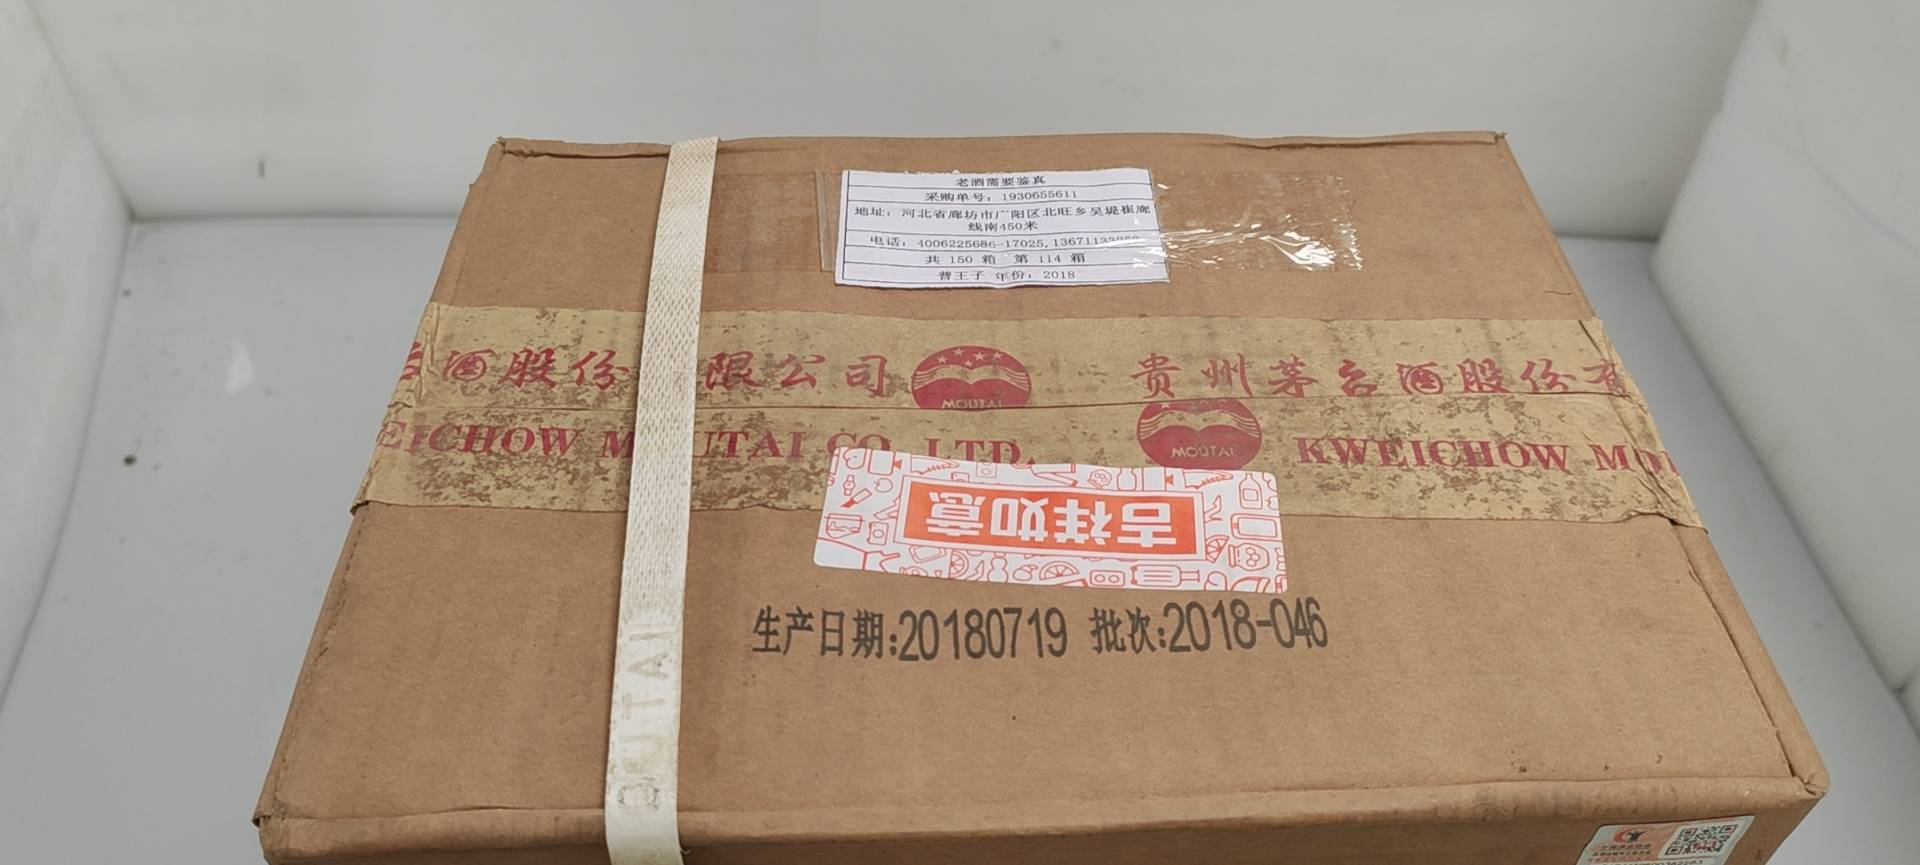 老酒需要鉴真
采购单号：1930655611
地址：河北省廊坊市广阳区北旺乡吴堤崔廊
线南450米
电话：4006225686-17025,13671133
共 150 箱 第 114 箱
普王子 年份：2018
酒股份 限公司 MOUTAI 贵州茅台酒股份有
EICHOW M UTAI CO., LTD. MOUTAI KWEICHOW MOU
吉祥如意
生产日期:20180719 批次:2018-046
MOUTAI